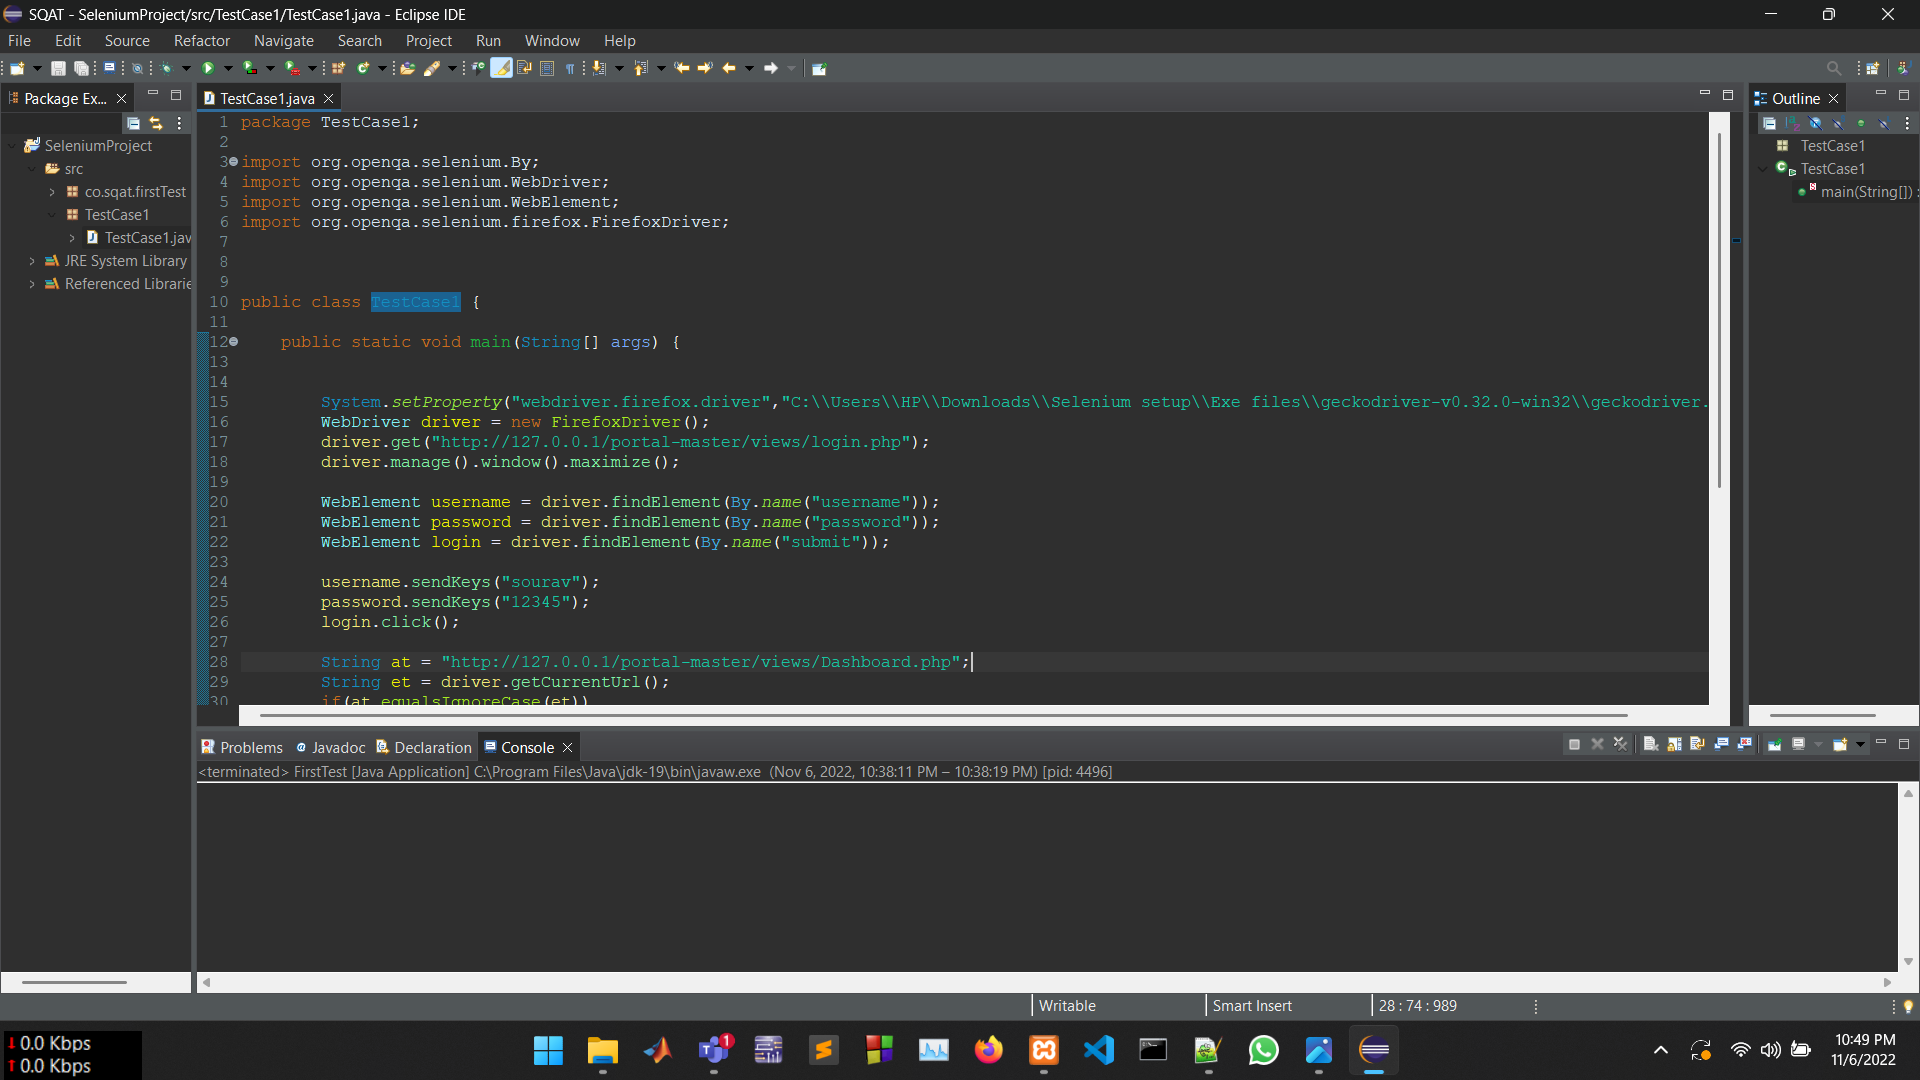 SQAT - SeleniumProject/src/TestCase1/TestCase1.java - Eclipse IDE
File Edit Source Refactor Navigate Search Project Run Window Help
Package Ex...
SeleniumProject
src
co.sqat.firstTest
TestCase1
TestCase1.jav
JRE System Library
Referenced Librarie
TestCase1.java
1 package TestCase1;
2
3 import org.openqa.selenium.By;
4 import org.openqa.selenium.WebDriver;
5 import org.openqa.selenium.WebElement;
6 import org.openqa.selenium.firefox.FirefoxDriver;
7
8
9
10 public class TestCase1 {
11
12 public static void main(String[] args) {
13
14
15 System.setProperty("webdriver.firefox.driver","C:\\Users\\HP\\Downloads\\Selenium setup\\Exe files\\geckodriver-v0.32.0-win32\\geckodriver.
16 WebDriver driver = new FirefoxDriver();
17 driver.get("http://127.0.0.1/portal-master/views/login.php");
18 driver.manage().window().maximize();
19
20 WebElement username = driver.findElement(By.name("username"));
21 WebElement password = driver.findElement(By.name("password"));
22 WebElement login = driver.findElement(By.name("submit"));
23
24 username.sendKeys("sourav");
25 password.sendKeys("12345");
26 login.click();
27
28 String at = "http://127.0.0.1/portal-master/views/Dashboard.php";
29 String et = driver.getCurrentUrl();
30 if(at.equalsIgnoreCase(et))
Outline
TestCase1
TestCase1
main(String[]) :
Problems Javadoc Declaration Console
<terminated> FirstTest [Java Application] C:\Program Files\Java\jdk-19\bin\javaw.exe (Nov 6, 2022, 10:38:11 PM – 10:38:19 PM) [pid: 4496]
Writable Smart Insert 28 : 74 : 989
0.0 Kbps
0.0 Kbps
1
10:49 PM
11/6/2022